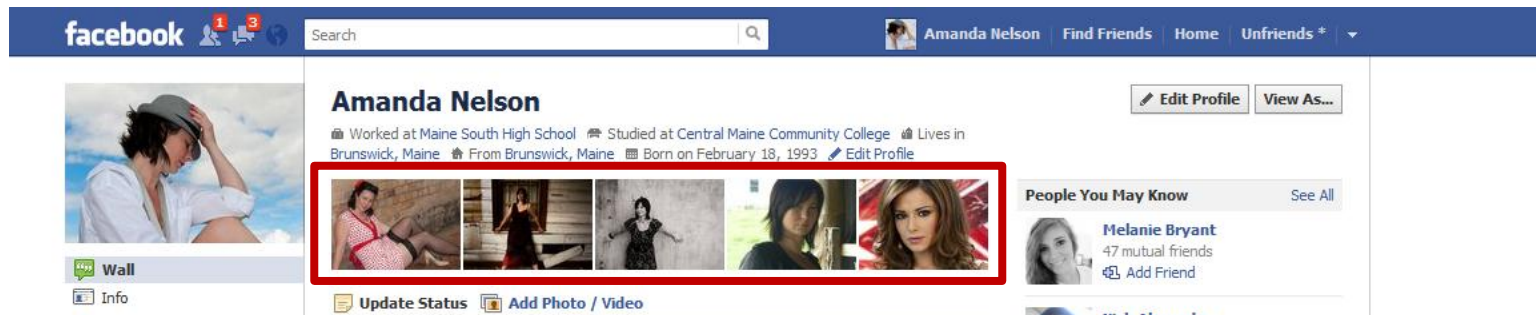 facebook 1 3 Search Amanda Nelson Find Friends Home Unfriends *
Amanda Nelson
Edit Profile View As...
Worked at Maine South High School Studied at Central Maine Community College Lives in
Brunswick, Maine From Brunswick, Maine Born on February 18, 1993 Edit Profile
People You May Know See All
Melanie Bryant
47 mutual friends
Add Friend
Wall
Info
Update Status Add Photo / Video